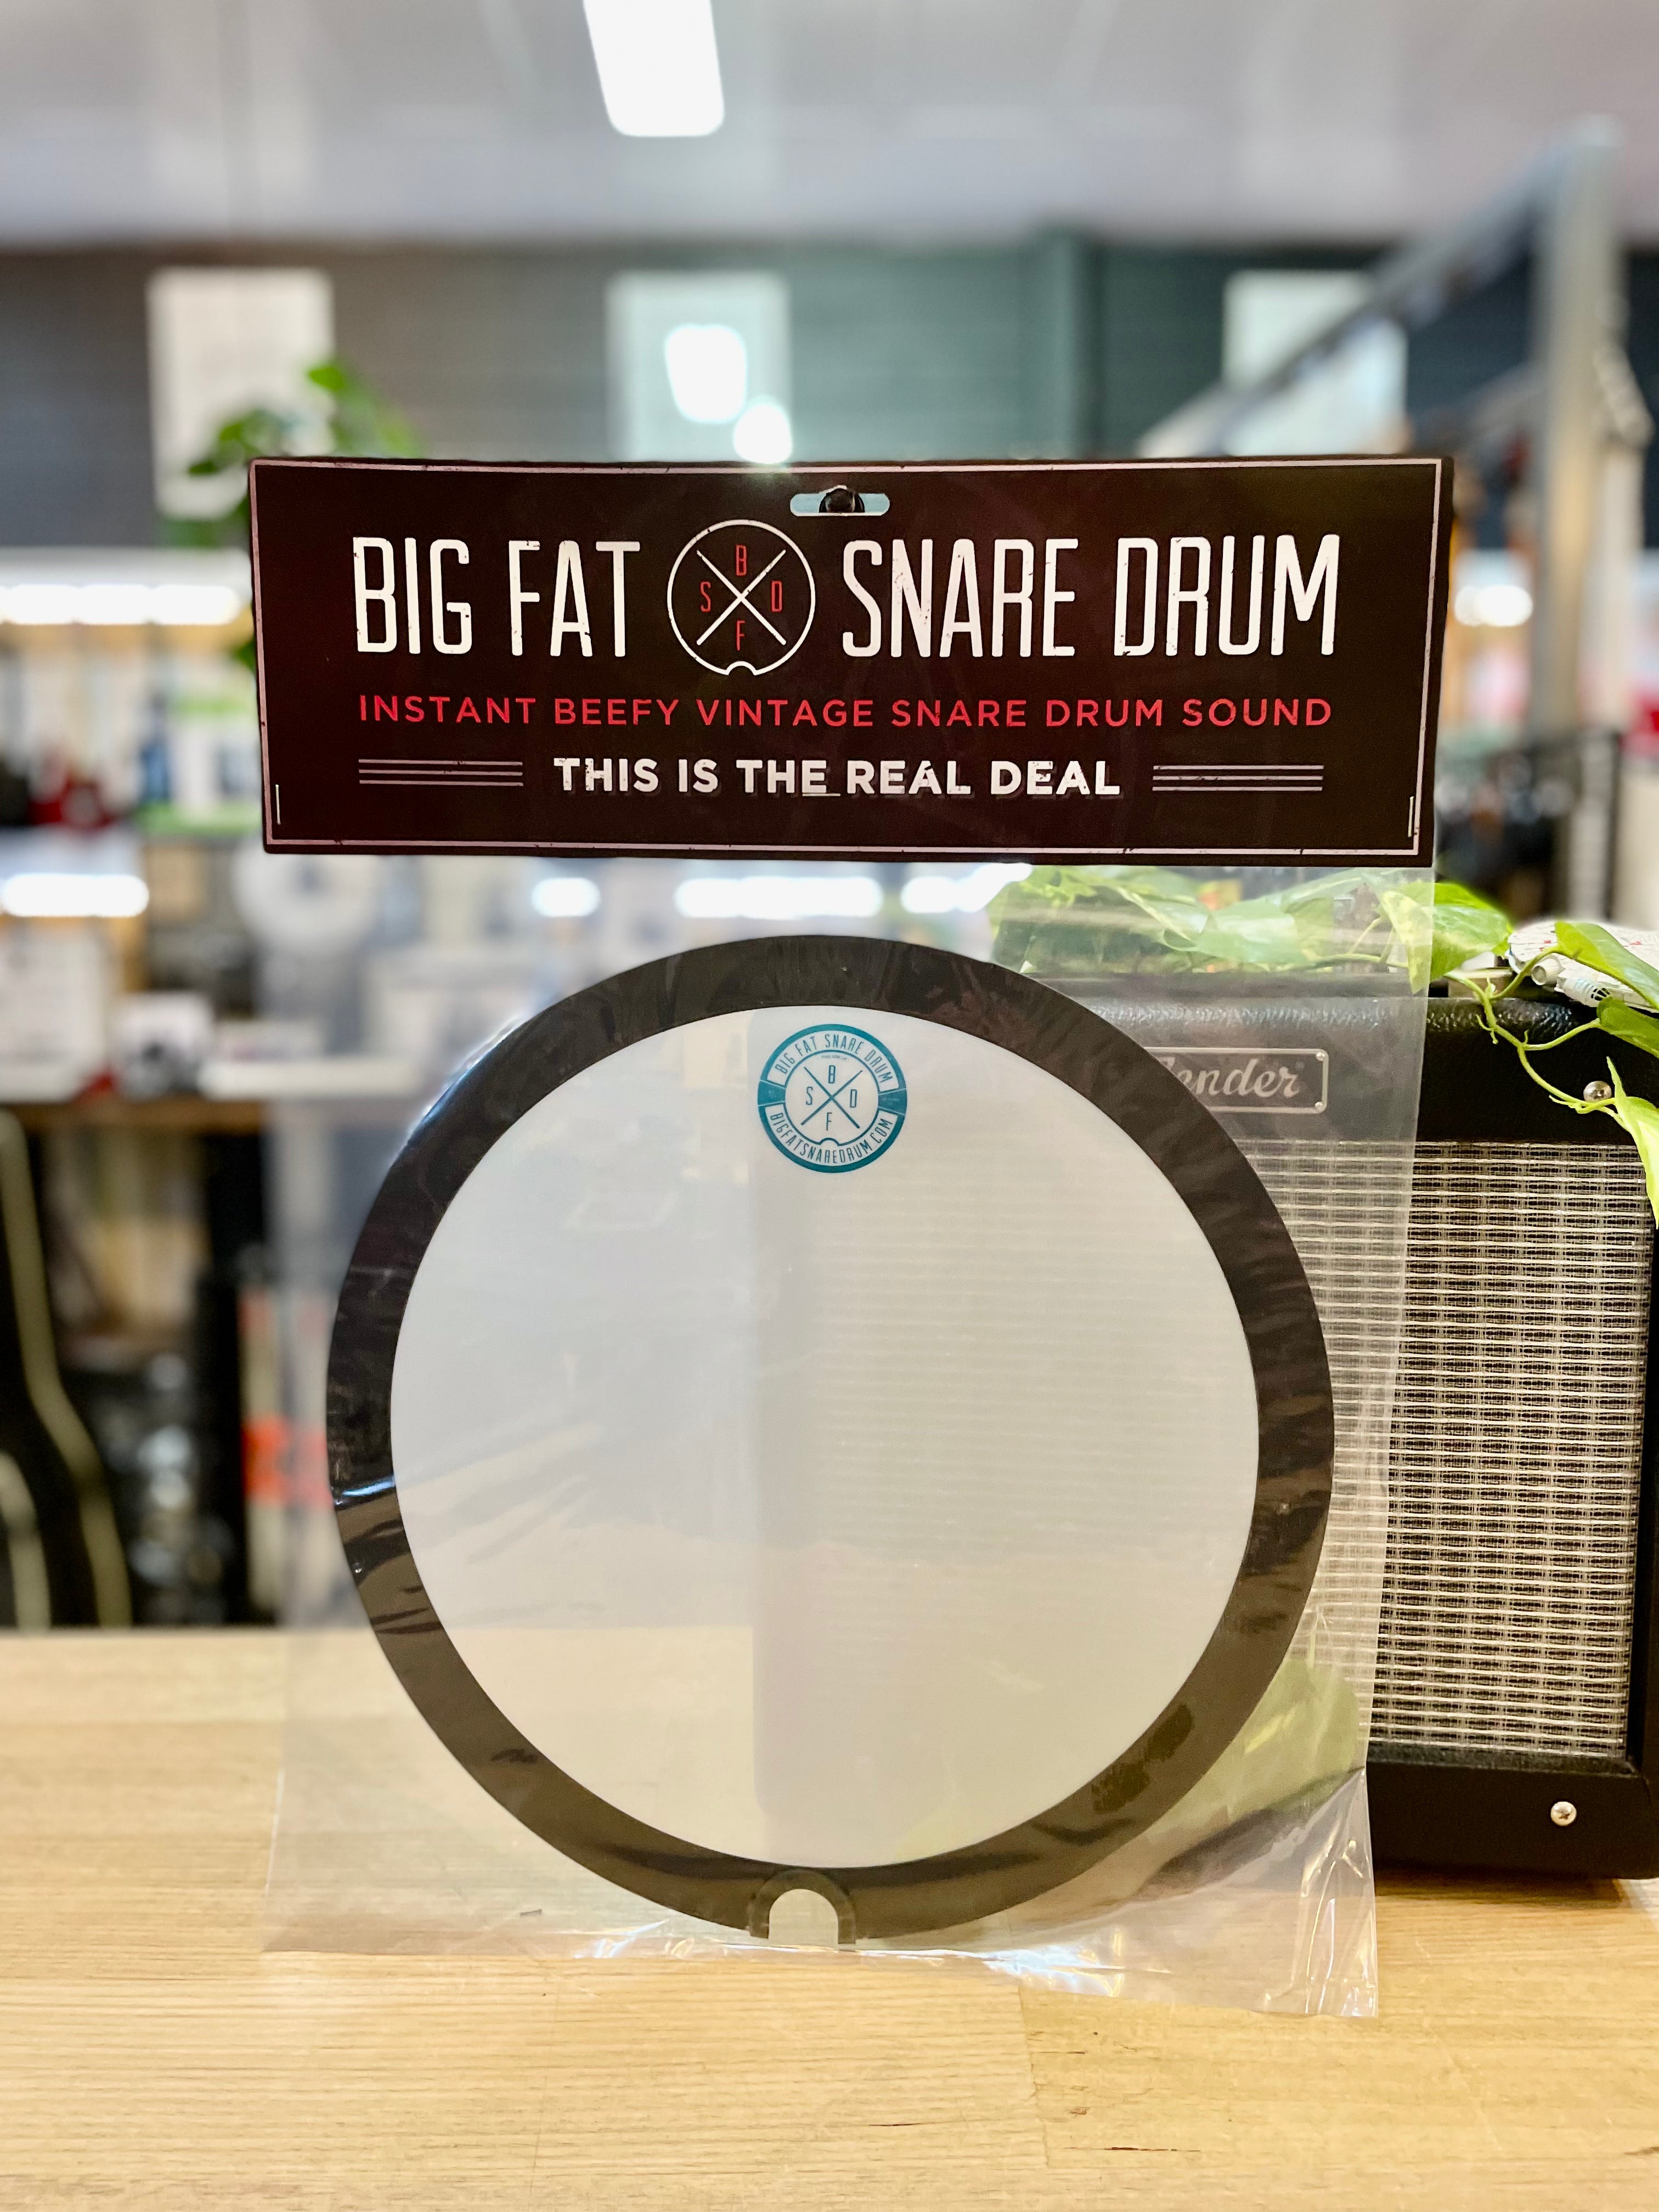 BIG FAT SNARE DRUM
B
S D
F
INSTANT BEEFY VINTAGE SNARE DRUM SOUND
THIS IS THE REAL DEAL
BIG FAT SNARE DRUM
B
S D
F
BIGFATSNAREDRUM.COM
Fender